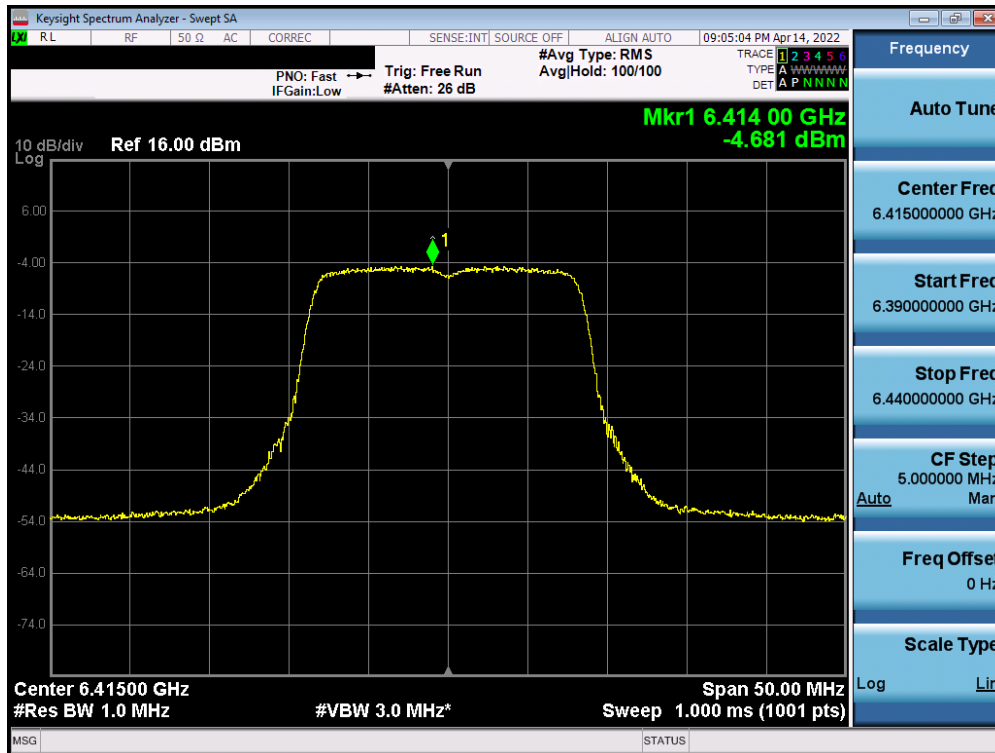 Keysight Spectrum Analyzer - Swept SA
LXI RL RF 50 Ω AC CORREC SENSE:INT SOURCE OFF ALIGN AUTO 09:05:04 PM Apr 14, 2022
Frequency
PNO: Fast
IFGain:Low
Trig: Free Run
#Atten: 26 dB
#Avg Type: RMS
Avg|Hold: 100/100
TRACE 1 2 3 4 5 6
TYPE A WWWWW
DET A P N N N N
Auto Tune
Mkr1 6.414 00 GHz
-4.681 dBm
10 dB/div Ref 16.00 dBm
Log
Center Freq
6.415000000 GHz
6.00
1
-4.00
Start Freq
6.390000000 GHz
-14.0
-24.0
Stop Freq
6.440000000 GHz
-34.0
-44.0
CF Step
5.000000 MHz
Auto Man
-54.0
Freq Offset
0 Hz
-64.0
-74.0
Scale Type
Log Lin
Center 6.41500 GHz Span 50.00 MHz
#Res BW 1.0 MHz #VBW 3.0 MHz* Sweep 1.000 ms (1001 pts)
MSG STATUS